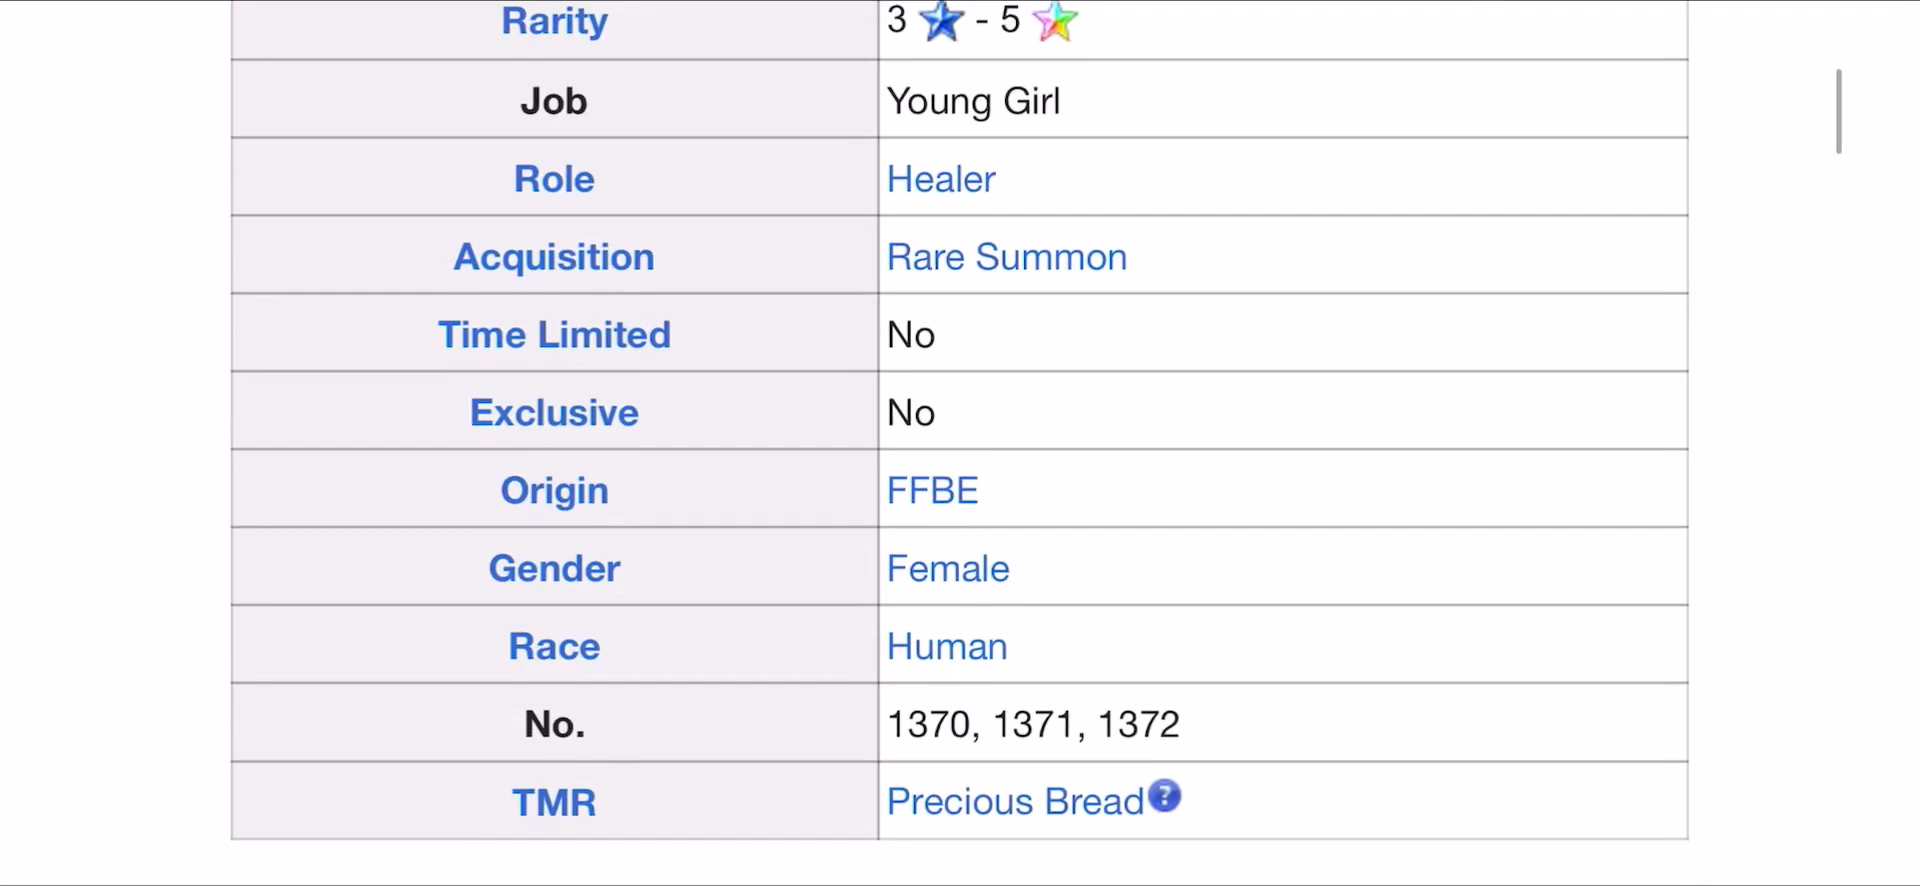 Rarity 3 - 5
Job Young Girl
Role Healer
Acquisition Rare Summon
Time Limited No
Exclusive No
Origin FFBE
Gender Female
Race Human
No. 1370, 1371, 1372
TMR Precious Bread ?